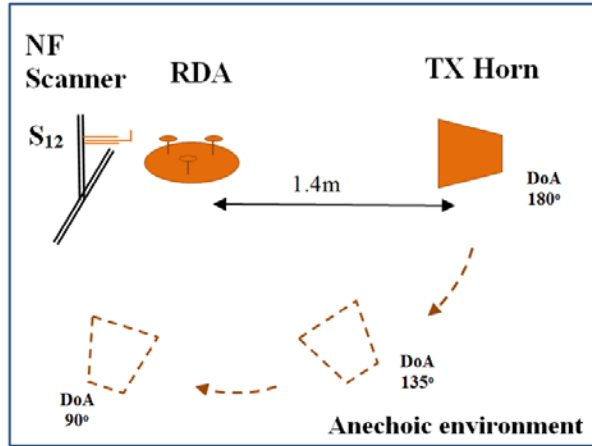 NF
Scanner
RDA
TX Horn
S₁₂
1.4m
DoA
180°
DoA
135°
DoA
90°
Anechoic environment